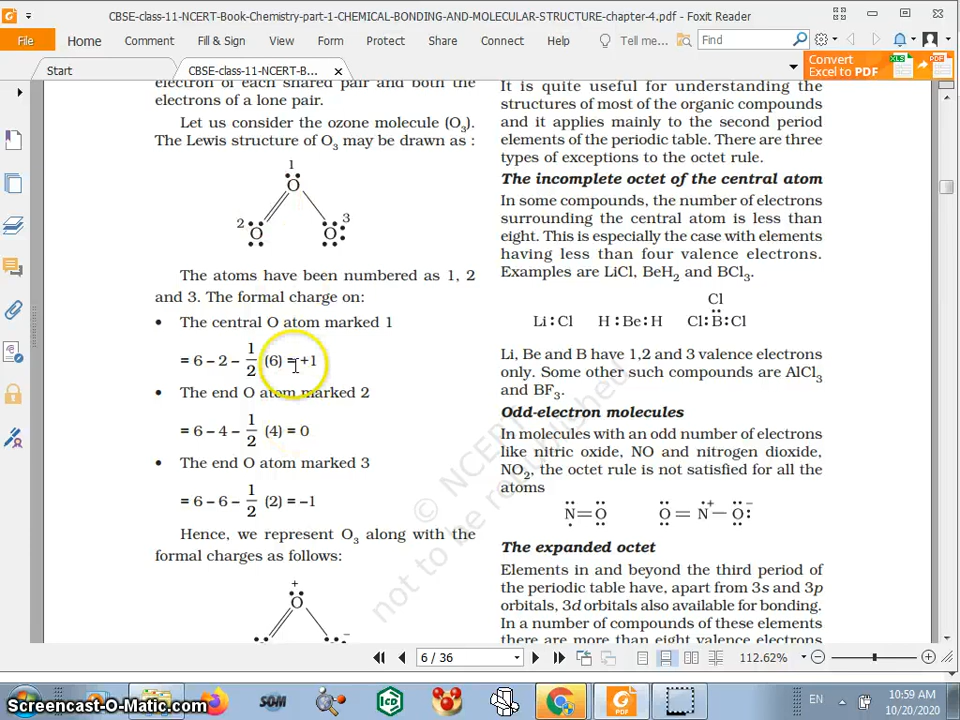 CBSE-class-11-NCERT-Book-Chemistry-part-1-CHEMICAL-BONDING-AND-MOLECULAR-STRUCTURE-chapter-4.pdf - Foxit Reader
File Home Comment Fill & Sign View Form Protect Share Connect Help Tell me... Find
Start CBSE-class-11-NCERT-B...
Convert
Excel to PDF
electron of each shared pair and both the
electrons of a lone pair.
Let us consider the ozone molecule (O3).
The Lewis structure of O3 may be drawn as :
1
O
2 O O 3
The atoms have been numbered as 1, 2
and 3. The formal charge on:
• The central O atom marked 1
= 6 – 2 – 1/2 (6) = +1
• The end O atom marked 2
= 6 – 4 – 1/2 (4) = 0
• The end O atom marked 3
= 6 – 6 – 1/2 (2) = –1
Hence, we represent O3 along with the
formal charges as follows:
+
O
–
It is quite useful for understanding the
structures of most of the organic compounds
and it applies mainly to the second period
elements of the periodic table. There are three
types of exceptions to the octet rule.
The incomplete octet of the central atom
In some compounds, the number of electrons
surrounding the central atom is less than
eight. This is especially the case with elements
having less than four valence electrons.
Examples are LiCl, BeH2 and BCl3.
Cl
Li : Cl H : Be : H Cl : B : Cl
Li, Be and B have 1,2 and 3 valence electrons
only. Some other such compounds are AlCl3
and BF3.
Odd-electron molecules
In molecules with an odd number of electrons
like nitric oxide, NO and nitrogen dioxide,
NO2, the octet rule is not satisfied for all the
atoms
N = O O = N+ – O–
The expanded octet
Elements in and beyond the third period of
the periodic table have, apart from 3s and 3p
orbitals, 3d orbitals also available for bonding.
In a number of compounds of these elements
there are more than eight valence electrons
© NCERT
not to be republished
6 / 36
112.62%
SOM
ICD
PDF
EN
10:59 AM
10/20/2020
Screencast-O-Matic.com